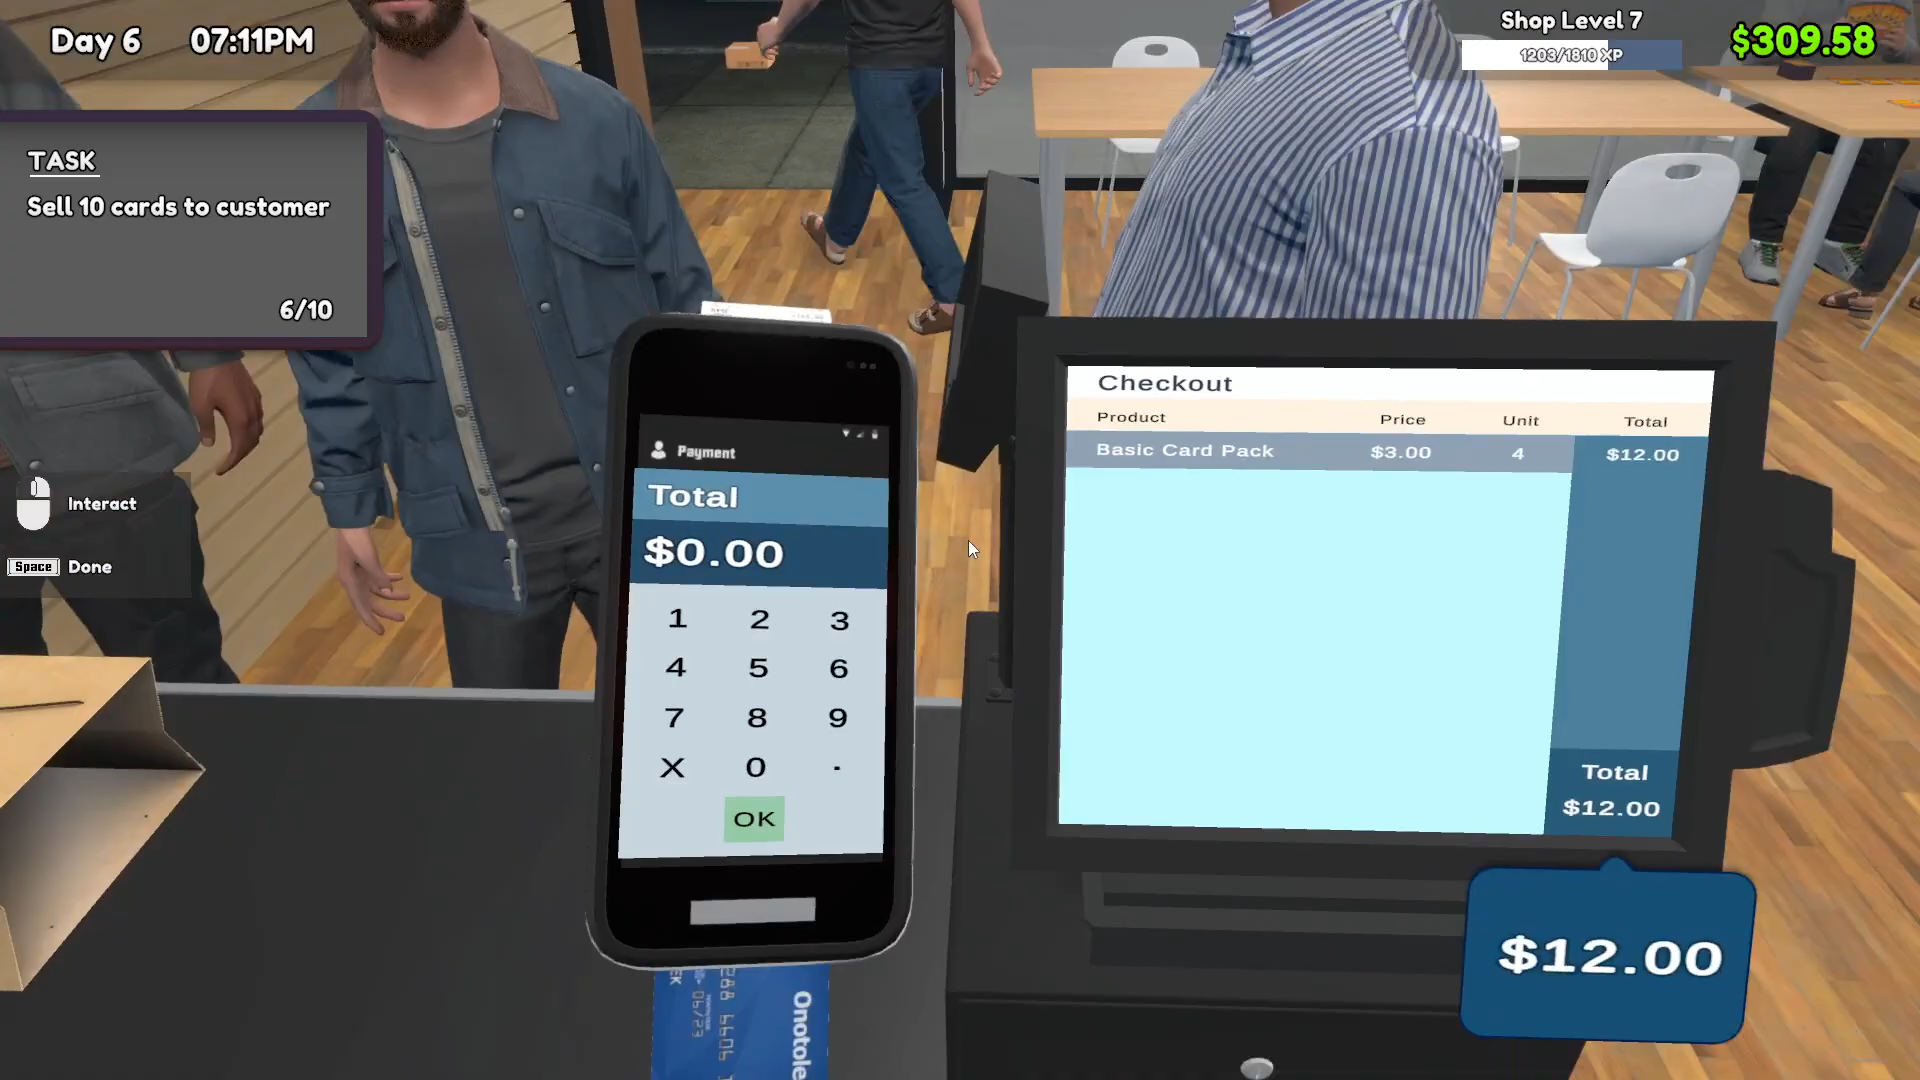 Day 6 07:11PM
Shop Level 7
1203/1810 XP
$309.58
TASK
Sell 10 cards to customer
6/10
Interact
Space Done
Payment
Total
$0.00
1 2 3
4 5 6
7 8 9
X 0 .
OK
Checkout
Product Price Unit Total
Basic Card Pack $3.00 4 $12.00
Total
$12.00
$12.00
06/23
Onotole